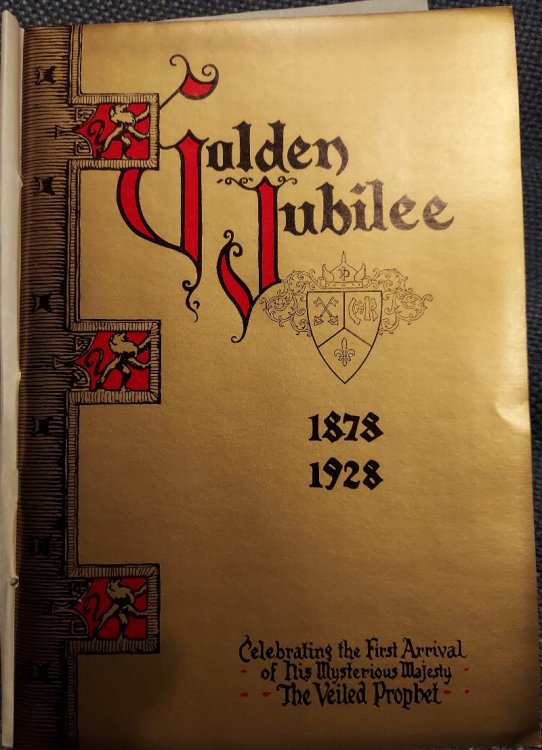 Golden
Jubilee
1878
1928
Celebrating the First Arrival
of his Mysterious Majesty
The Veiled Prophet